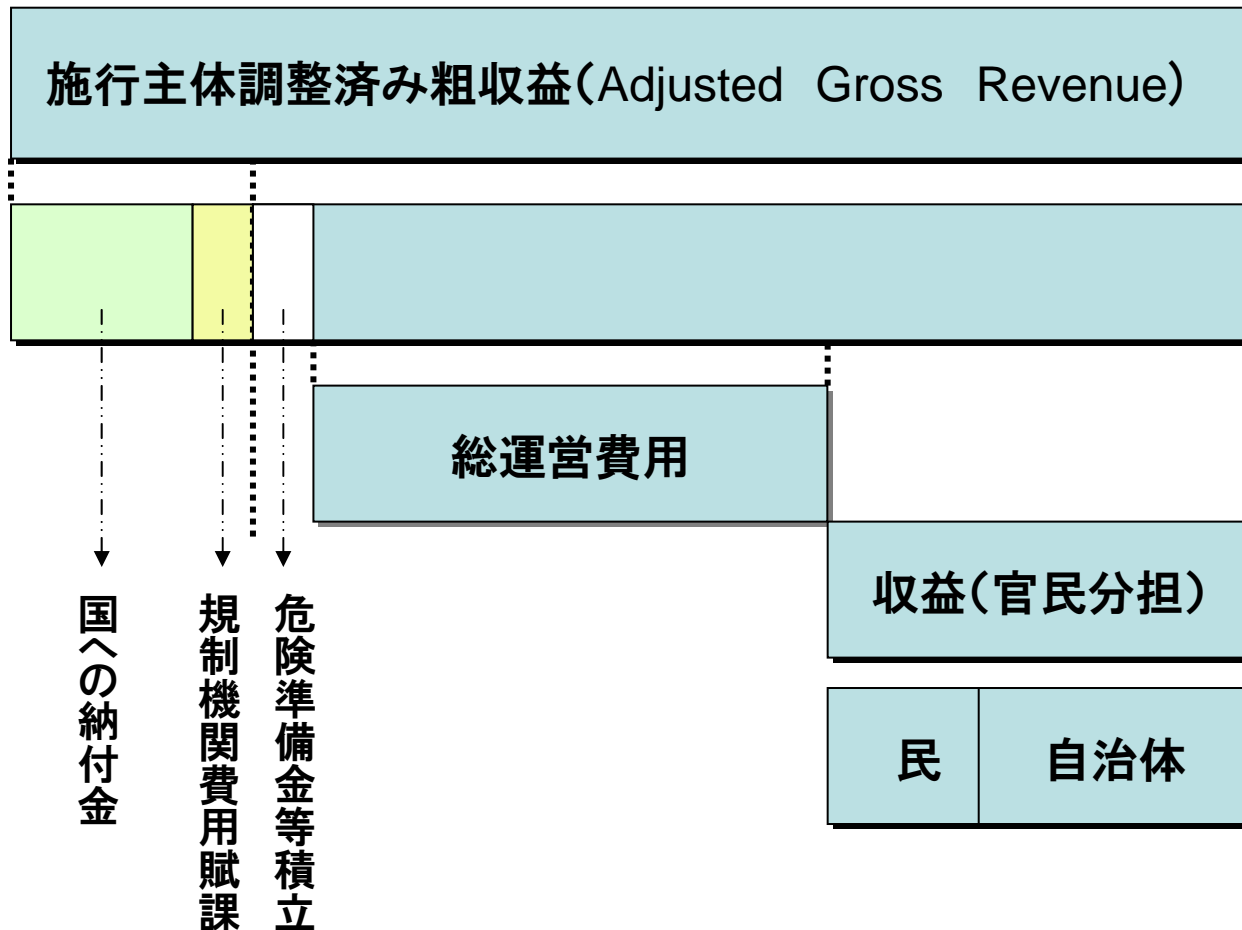 施行主体調整済み粗収益(Adjusted Gross Revenue)
総運営費用
収益(官民分担)
民
自治体
国への納付金
規制機関費用賦課
危険準備金等積立